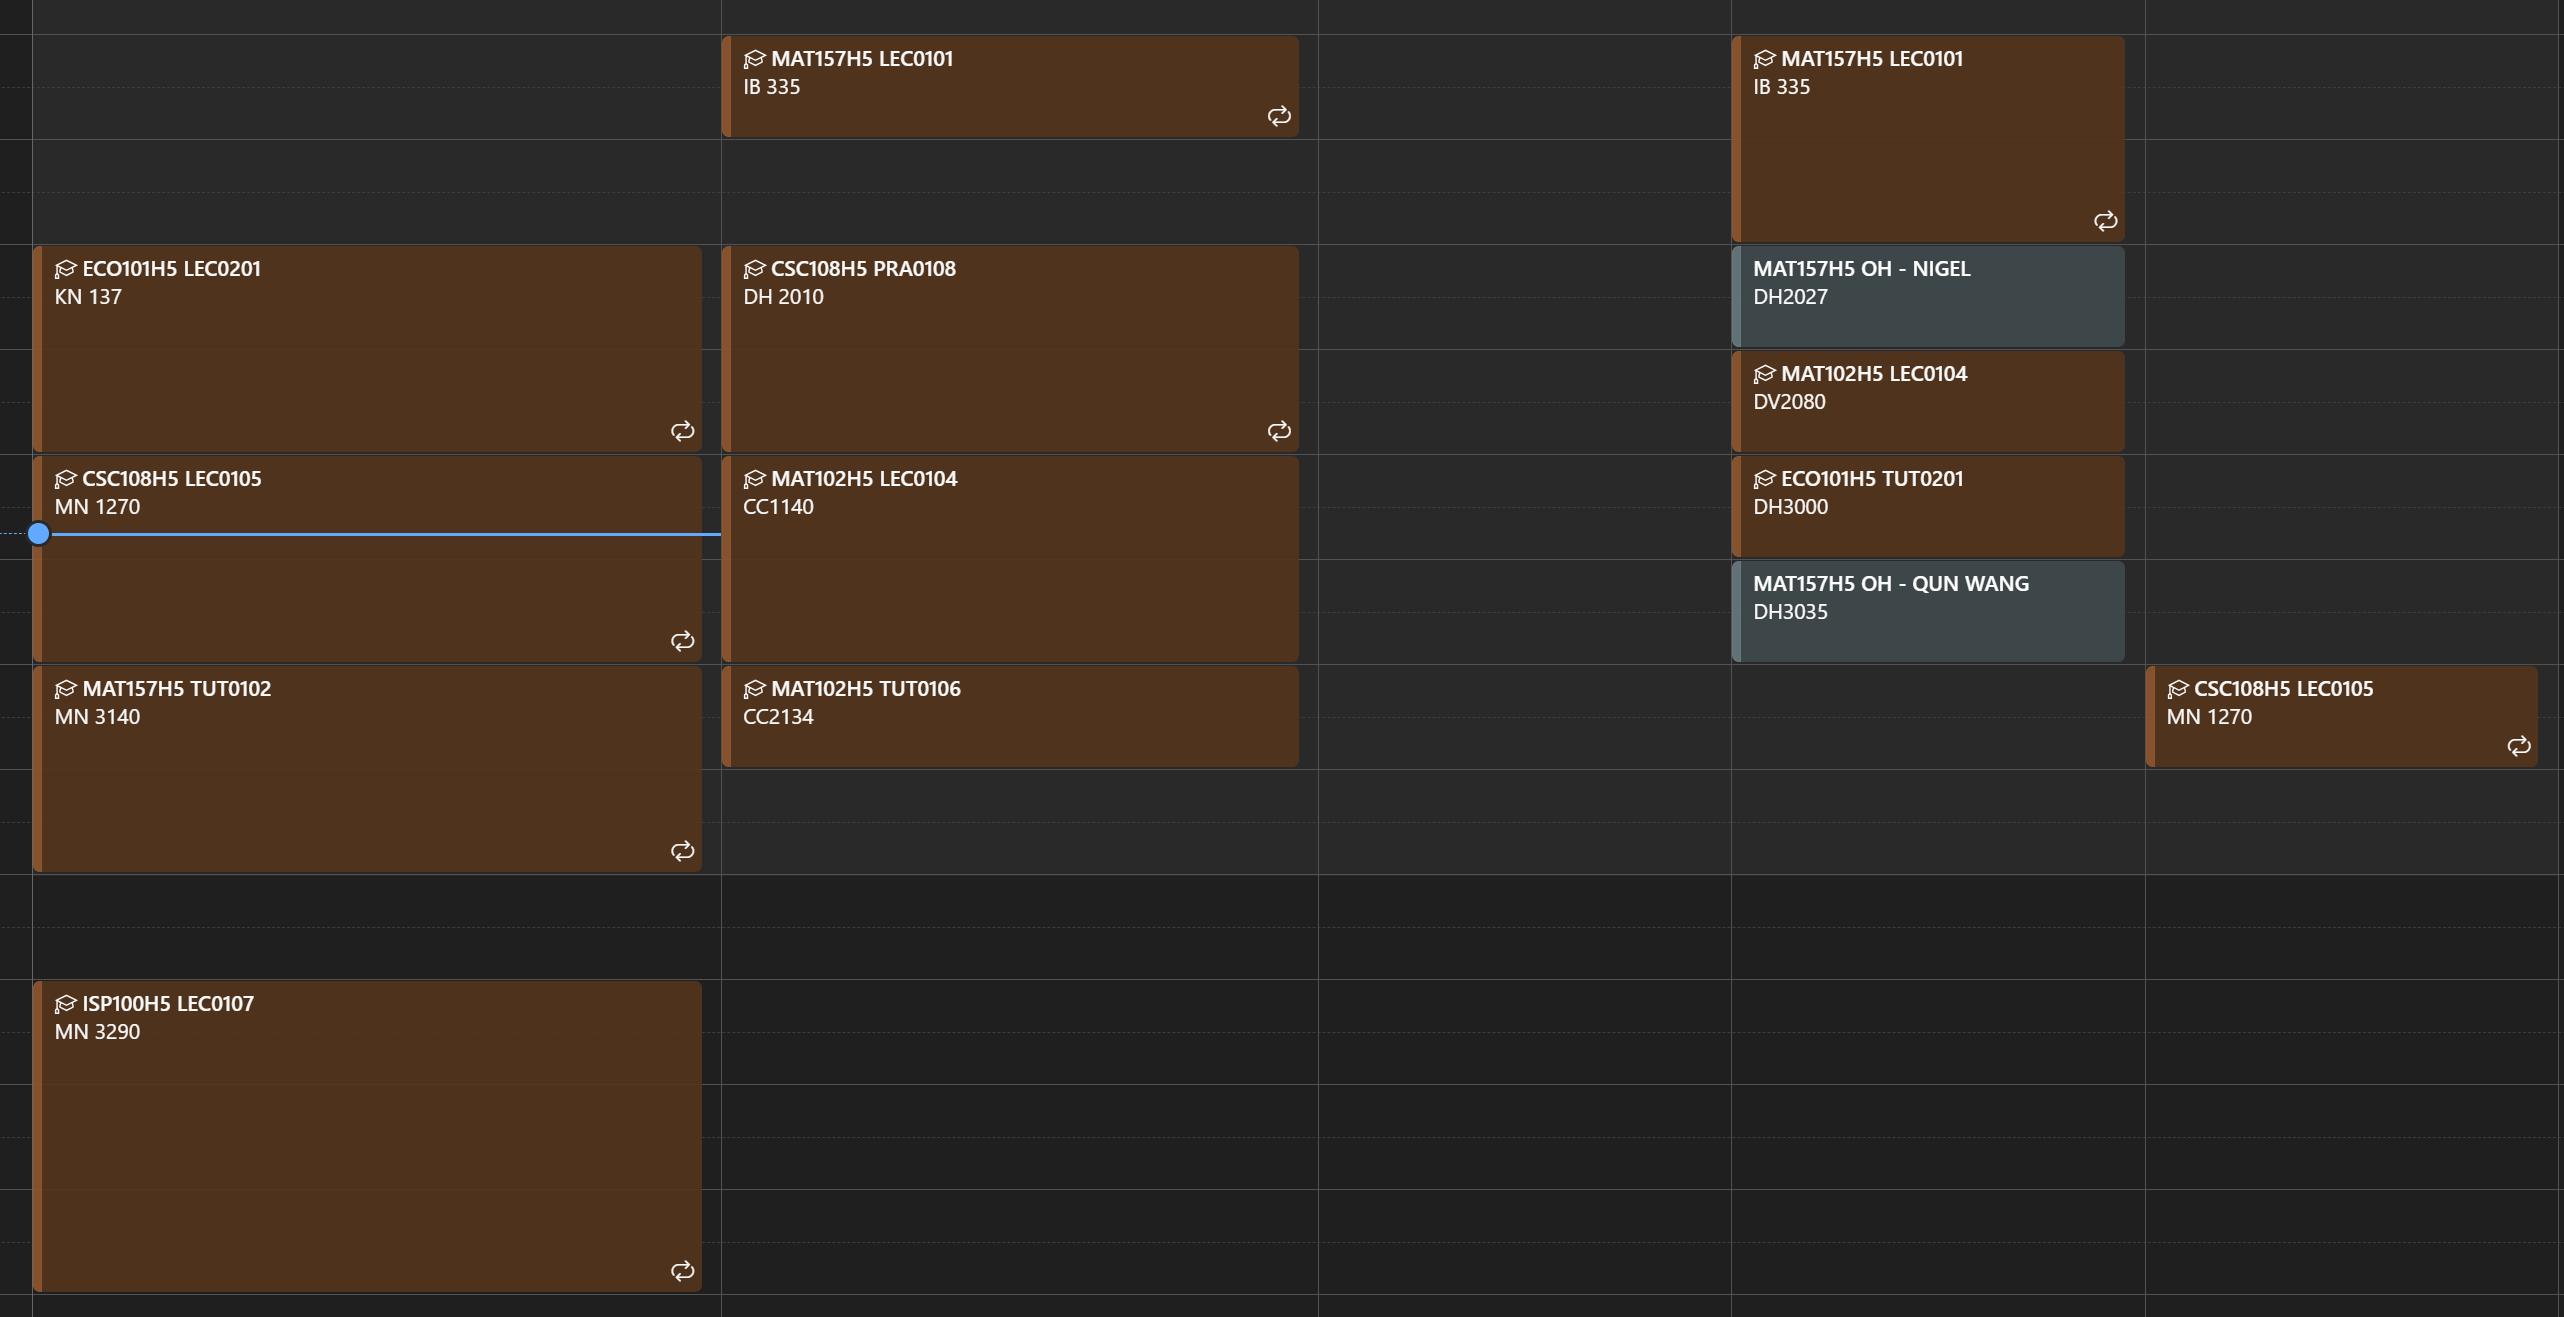 ECO101H5 LEC0201
KN 137
CSC108H5 LEC0105
MN 1270
MAT157H5 TUT0102
MN 3140
ISP100H5 LEC0107
MN 3290
MAT157H5 LEC0101
IB 335
CSC108H5 PRA0108
DH 2010
MAT102H5 LEC0104
CC1140
MAT102H5 TUT0106
CC2134
MAT157H5 LEC0101
IB 335
MAT157H5 OH - NIGEL
DH2027
MAT102H5 LEC0104
DV2080
ECO101H5 TUT0201
DH3000
MAT157H5 OH - QUN WANG
DH3035
CSC108H5 LEC0105
MN 1270